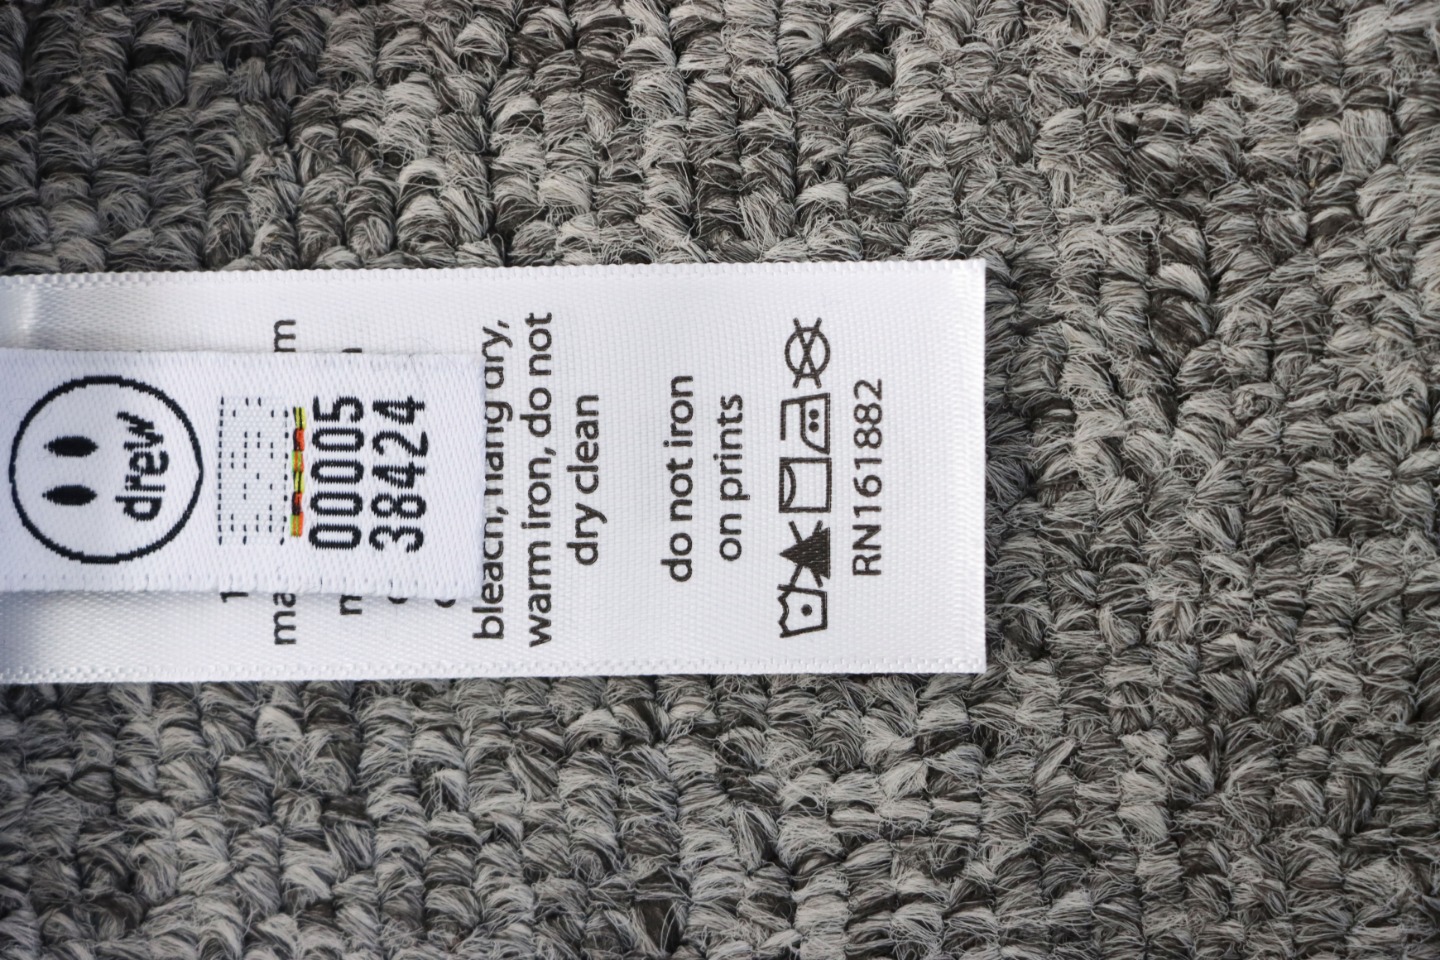 drew
00005
38424
bleach, hang dry,
warm iron, do not
dry clean
do not iron
on prints
RN161882